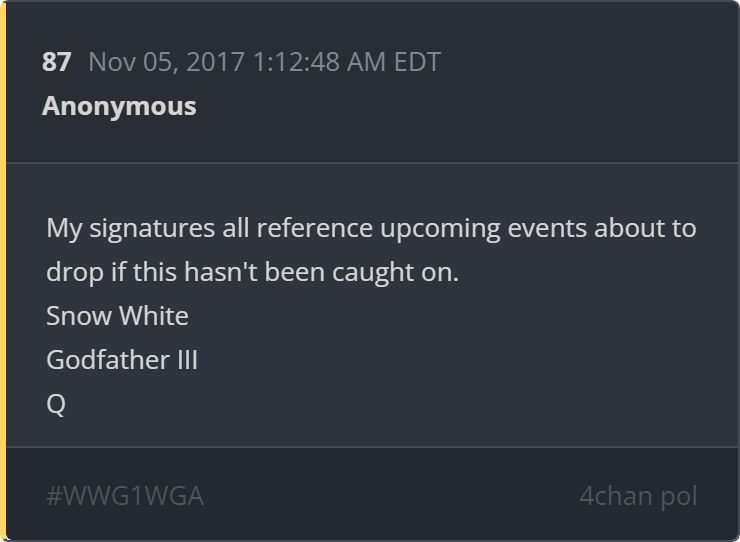 87 Nov 05, 2017 1:12:48 AM EDT
Anonymous
My signatures all reference upcoming events about to
drop if this hasn't been caught on.
Snow White
Godfather III
Q
#WWG1WGA 4chan pol